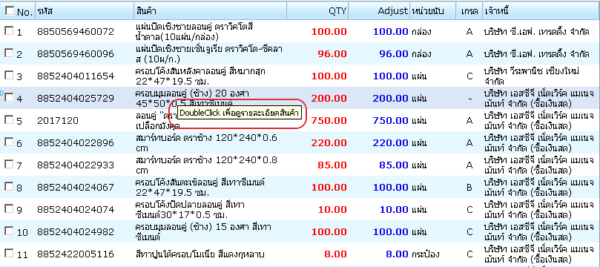 No. รหัส สินค้า QTY Adjust หน่วยนับ เกรด เจ้าหนี้
1 8850569460072 แผ่นปิดเชิงชายลอนคู่ ตราวิคโตสี 100.00 100.00 กล่อง A บริษัท ซี.เอฟ. เทรดดิ้ง จำกัด
น้ำตาล(10แผ่น/กล่อง)
2 8850569460096 แผ่นปิดเชิงชายเซ็นจูเรี่ย ตราวิคโต-ซีคลา 96.00 96.00 กล่อง A บริษัท ซี.เอฟ. เทรดดิ้ง จำกัด
ส (10ผ/ก.)
3 8852404011654 ครอบโค้งสันหลังคาลอนคู่ สีหมากสุก 100.00 100.00 แผ่น C บริษัท วีระพานิช เชียงใหม่
22*47*19.5 ซม. จำกัด
4 8852404025729 ครอบมุมลอนคู่ (ช้าง) 20 องศา 200.00 200.00 แผ่น - บริษัท เอสซีจี เน็ตเวิร์ค แมเนจ
45*50*0.5 สีเทาซีเมนต์ เม้นท์ จำกัด (ซื้อเงินสด)
DoubleClick เพื่อดูรายละเอียดสินค้า
5 2017120 ลอนคู่ "ตรา 750.00 750.00 แผ่น A บริษัท เอสซีจี เน็ตเวิร์ค แมเนจ
เปลือกมังคุด เม้นท์ จำกัด (ซื้อเงินสด)
6 8852404022896 สมาร์ทบอร์ด ตราช้าง 120*240*0.6 220.00 220.00 แผ่น A บริษัท เอสซีจี เน็ตเวิร์ค แมเนจ
cm เม้นท์ จำกัด (ซื้อเงินสด)
7 8852404022933 สมาร์ทบอร์ด ตราช้าง 120*240*0.8 85.00 85.00 แผ่น A บริษัท เอสซีจี เน็ตเวิร์ค แมเนจ
cm เม้นท์ จำกัด (ซื้อเงินสด)
8 8852404024067 ครอบโค้งสันตะเข้ลอนคู่ สีเทาซีเมนต์ 100.00 100.00 แผ่น B บริษัท เอสซีจี เน็ตเวิร์ค แมเนจ
22*47*19.5 ซม. เม้นท์ จำกัด (ซื้อเงินสด)
9 8852404024074 ครอบโค้งปิดปลายลอนคู่ สีเทา 10.00 10.00 แผ่น C บริษัท เอสซีจี เน็ตเวิร์ค แมเนจ
ซีเมนต์30*17*0.5 ซม. เม้นท์ จำกัด (ซื้อเงินสด)
10 8852404024982 ครอบมุมลอนคู่ (ช้าง) 15 องศา สีเทา 100.00 100.00 แผ่น C บริษัท เอสซีจี เน็ตเวิร์ค แมเนจ
ซีเมนต์ เม้นท์ จำกัด (ซื้อเงินสด)
11 8852422005116 สีทาปูนใต้ครอบโมเนีย สีแดงกุหลาบ 8.00 8.00 กระป๋อง C บริษัท เอสซีจี เน็ตเวิร์ค แมเนจ
เม้นท์ จำกัด (ซื้อเงินสด)